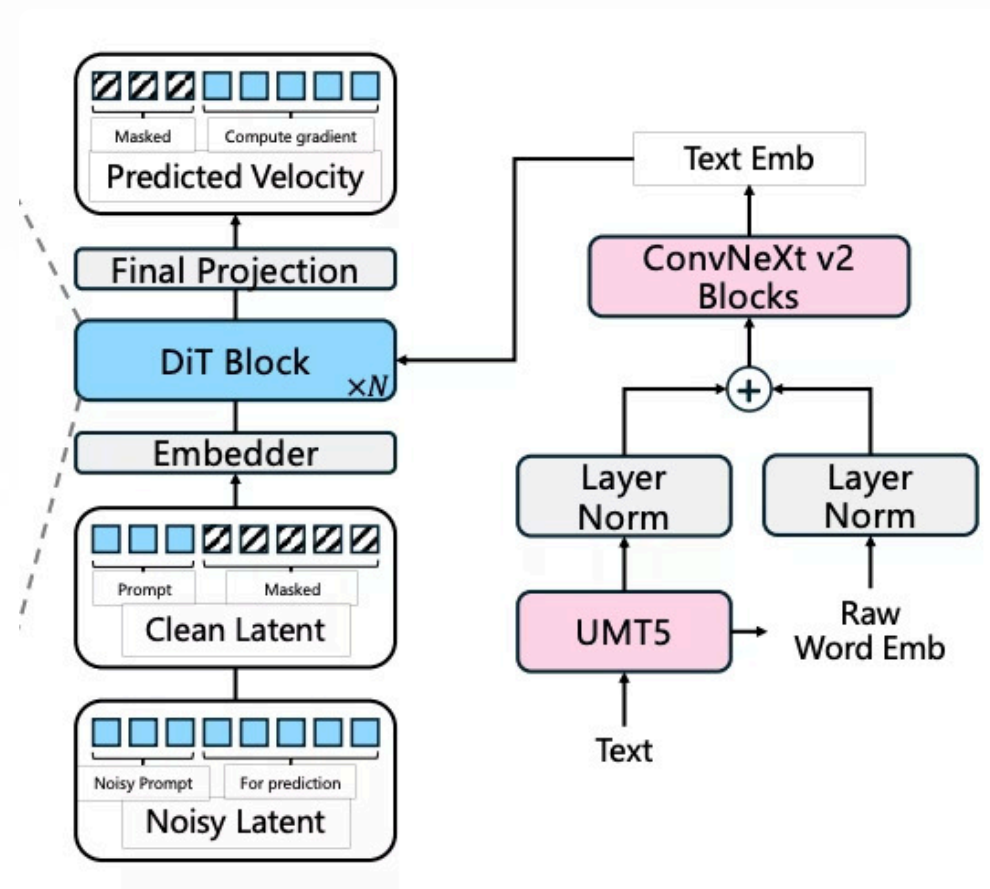 Masked
Compute gradient
Predicted Velocity
Final Projection
DiT Block
×N
Embedder
Prompt
Masked
Clean Latent
Noisy Prompt
For prediction
Noisy Latent
Text Emb
ConvNeXt v2
Blocks
+
Layer
Norm
Layer
Norm
UMT5
Raw
Word Emb
Text